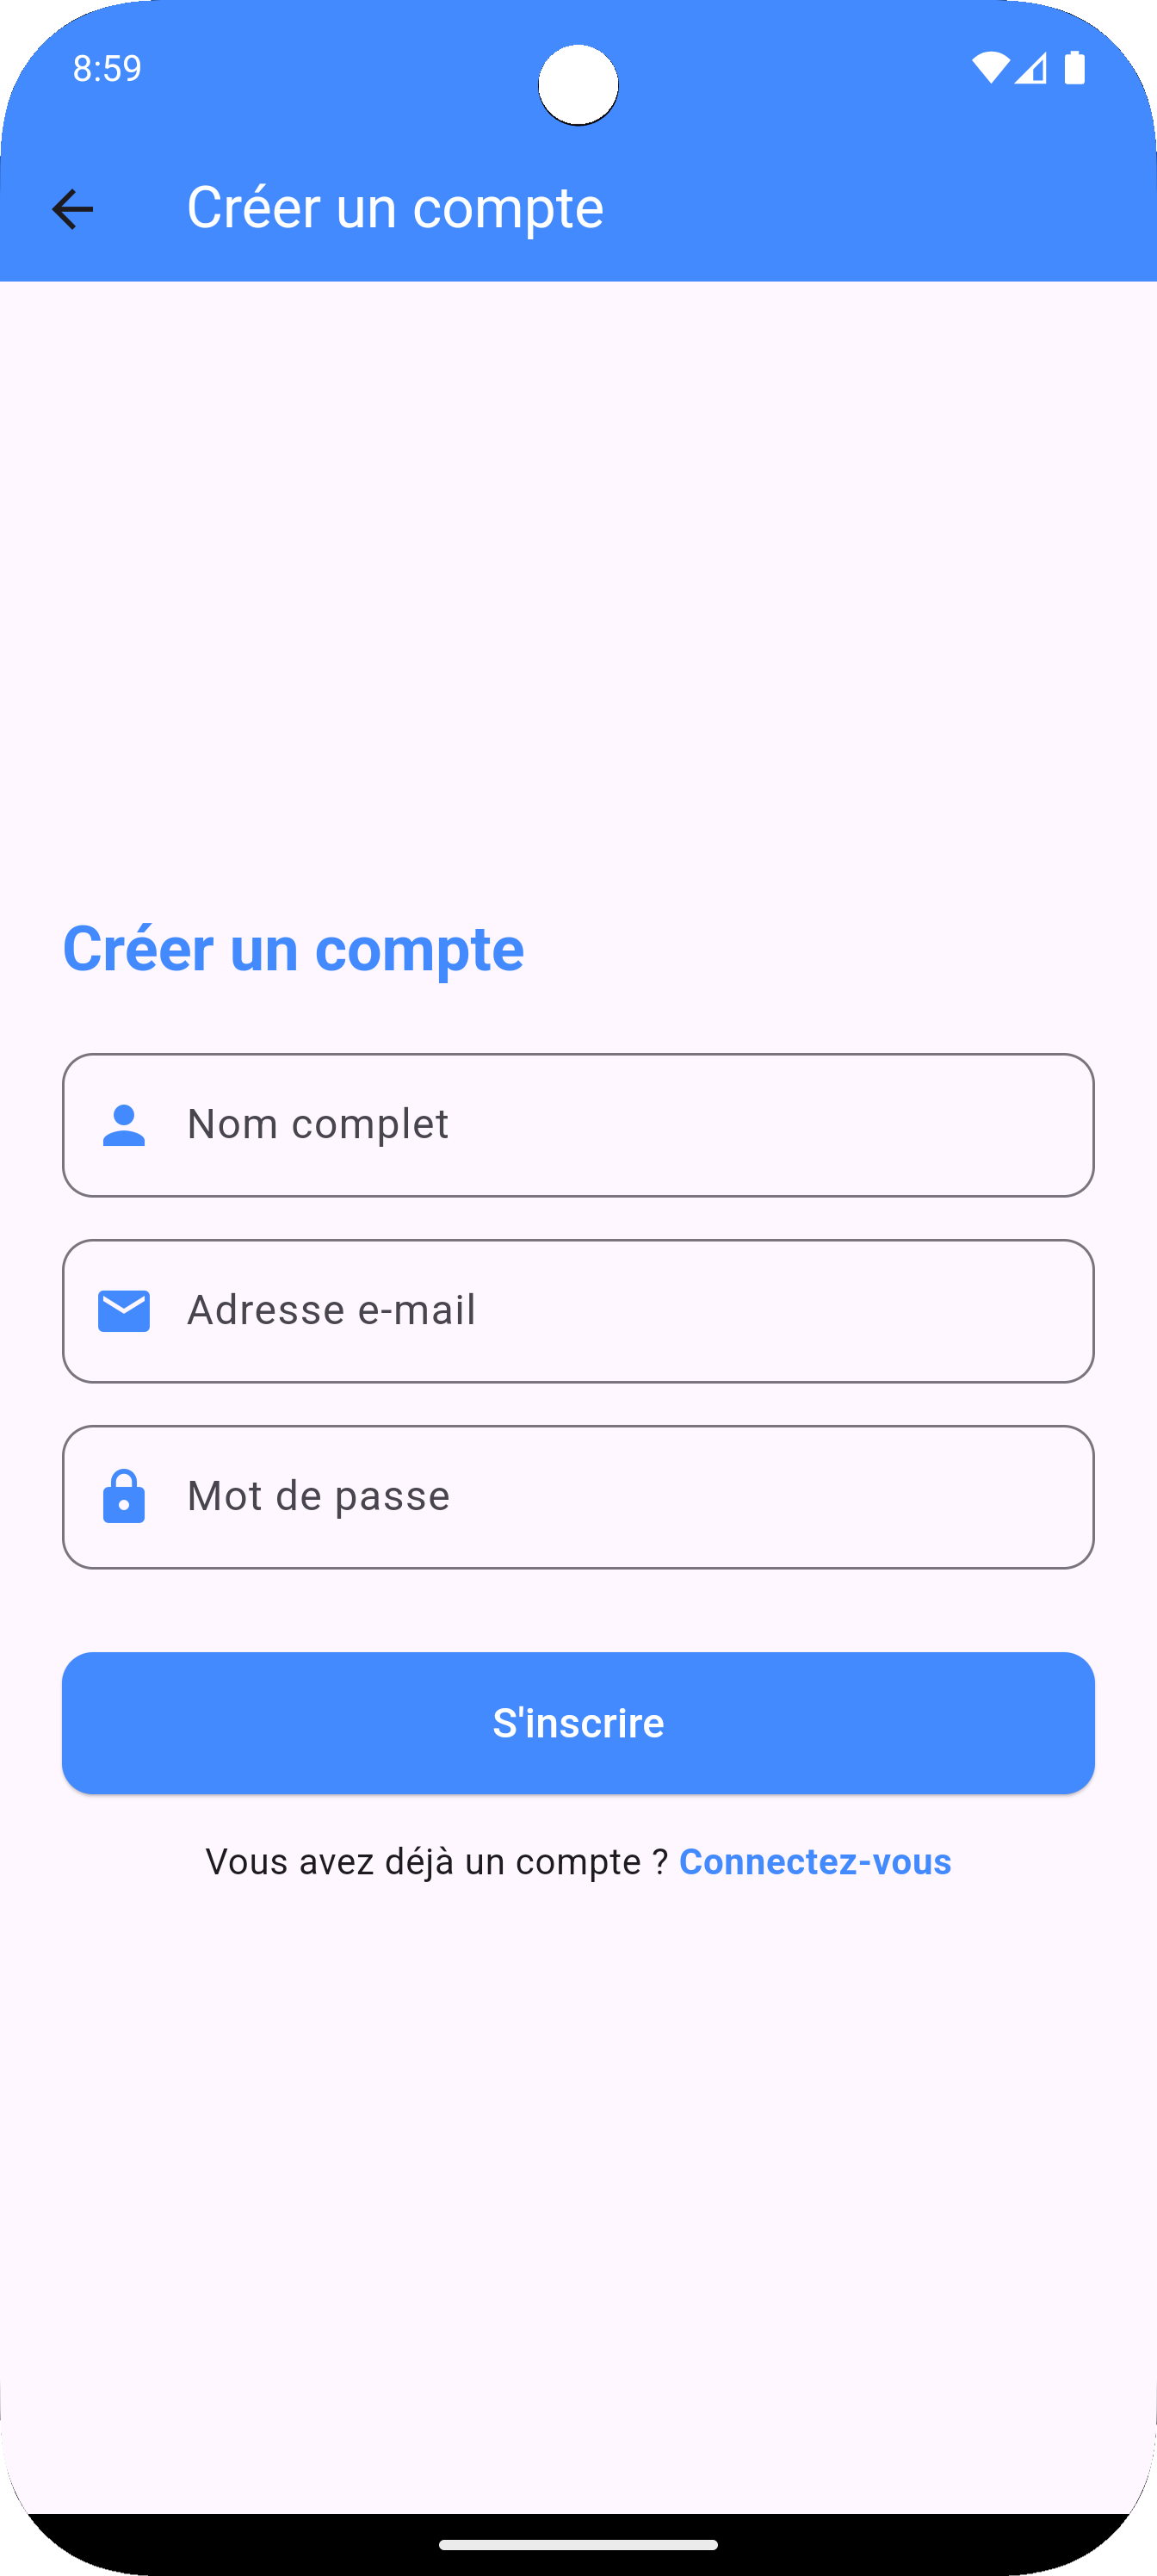 8:59
Créer un compte
Créer un compte
Nom complet
Adresse e-mail
Mot de passe
S'inscrire
Vous avez déjà un compte ? Connectez-vous